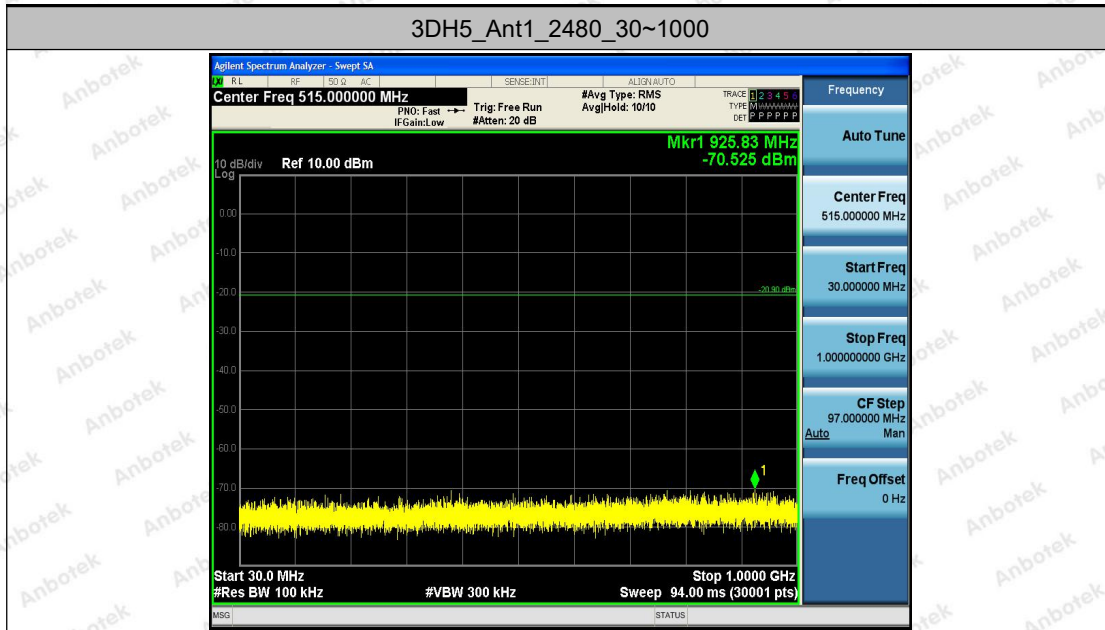 3DH5_Ant1_2480_30~1000
Agilent Spectrum Analyzer - Swept SA
RL RF 50 Ω AC SENSE:INT ALIGN AUTO
Center Freq 515.000000 MHz
PNO: Fast
IFGain:Low
Trig: Free Run
#Atten: 20 dB
#Avg Type: RMS
Avg|Hold: 10/10
TRACE 1 2 3 4 5 6
TYPE M
DET P P P P P P
Mkr1 925.83 MHz
-70.525 dBm
10 dB/div Ref 10.00 dBm
Log
0.00
-10.0
-20.0
-20.90 dBm
-30.0
-40.0
-50.0
-60.0
1
-70.0
-80.0
Start 30.0 MHz Stop 1.0000 GHz
#Res BW 100 kHz #VBW 300 kHz Sweep 94.00 ms (30001 pts)
MSG STATUS
Frequency
Auto Tune
Center Freq
515.000000 MHz
Start Freq
30.000000 MHz
Stop Freq
1.000000000 GHz
CF Step
97.000000 MHz
Auto Man
Freq Offset
0 Hz
Anbotek